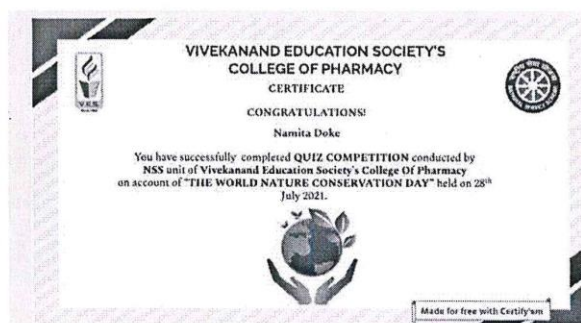 VIVEKANAND EDUCATION SOCIETY'S
COLLEGE OF PHARMACY
CERTIFICATE
CONGRATULATIONS!
Namita Doke
You have successfully completed QUIZ COMPETITION conducted by
NSS unit of Vivekanand Education Society's College Of Pharmacy
on account of "THE WORLD NATURE CONSERVATION DAY" held on 28th
July 2021.
V.E.S.
Made for free with Certify'em